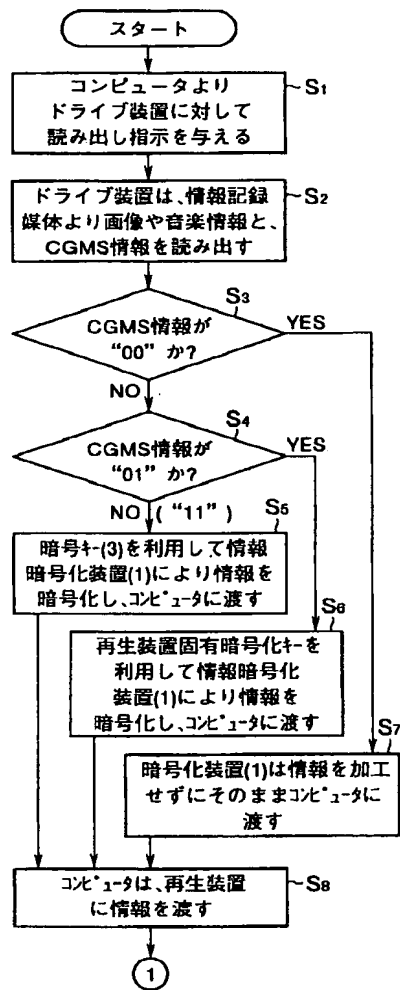 スタート
コンピュータより
ドライブ装置に対して
読み出し指示を与える
S1
ドライブ装置は、情報記録
媒体より画像や音楽情報と、
CGMS情報を読み出す
S2
CGMS情報が
“00”か?
S3
YES
NO
CGMS情報が
“01”か?
S4
YES
NO (“11”)
S5
暗号キー(3)を利用して情報
暗号化装置(1)により情報を
暗号化し、コンピュータに渡す
S6
再生装置固有暗号化キーを
利用して情報暗号化
装置(1)により情報を
暗号化し、コンピュータに渡す
S7
暗号化装置(1)は情報を加工
せずにそのままコンピュータに
渡す
コンピュータは、再生装置
に情報を渡す
S8
1